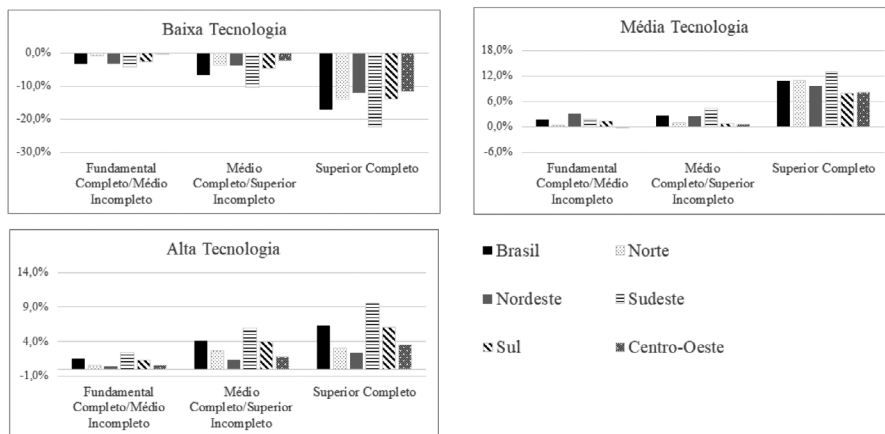 Baixa Tecnologia
0,0%
-10,0%
-20,0%
-30,0%
Fundamental
Completo/Médio
Incompleto
Médio
Completo/Superior
Incompleto
Superior Completo
Média Tecnologia
18,0%
12,0%
6,0%
0,0%
-6,0%
Fundamental
Completo/Médio
Incompleto
Médio
Completo/Superior
Incompleto
Superior Completo
Alta Tecnologia
14,0%
9,0%
4,0%
-1,0%
Fundamental
Completo/Médio
Incompleto
Médio
Completo/Superior
Incompleto
Superior Completo
Brasil
Norte
Nordeste
Sudeste
Sul
Centro-Oeste